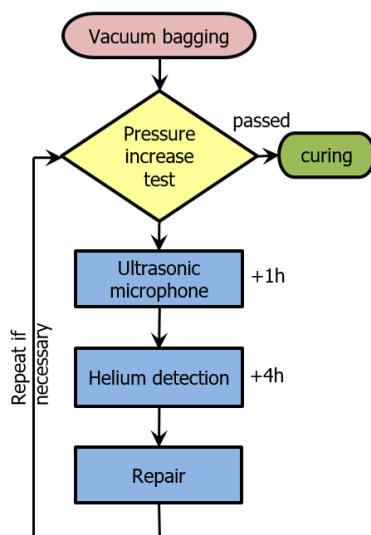 Vacuum bagging
Pressure
increase
test
passed
curing
Ultrasonic
microphone
+1h
Helium detection
+4h
Repair
Repeat if
necessary